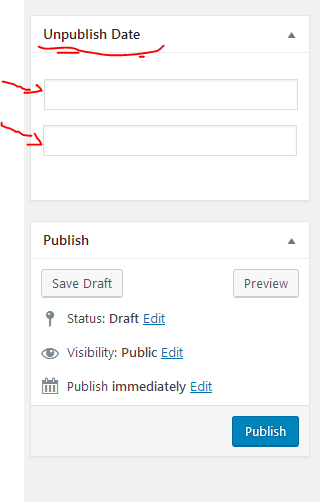 Unpublish Date
Publish
Save Draft Preview
Status: Draft Edit
Visibility: Public Edit
Publish immediately Edit
Publish